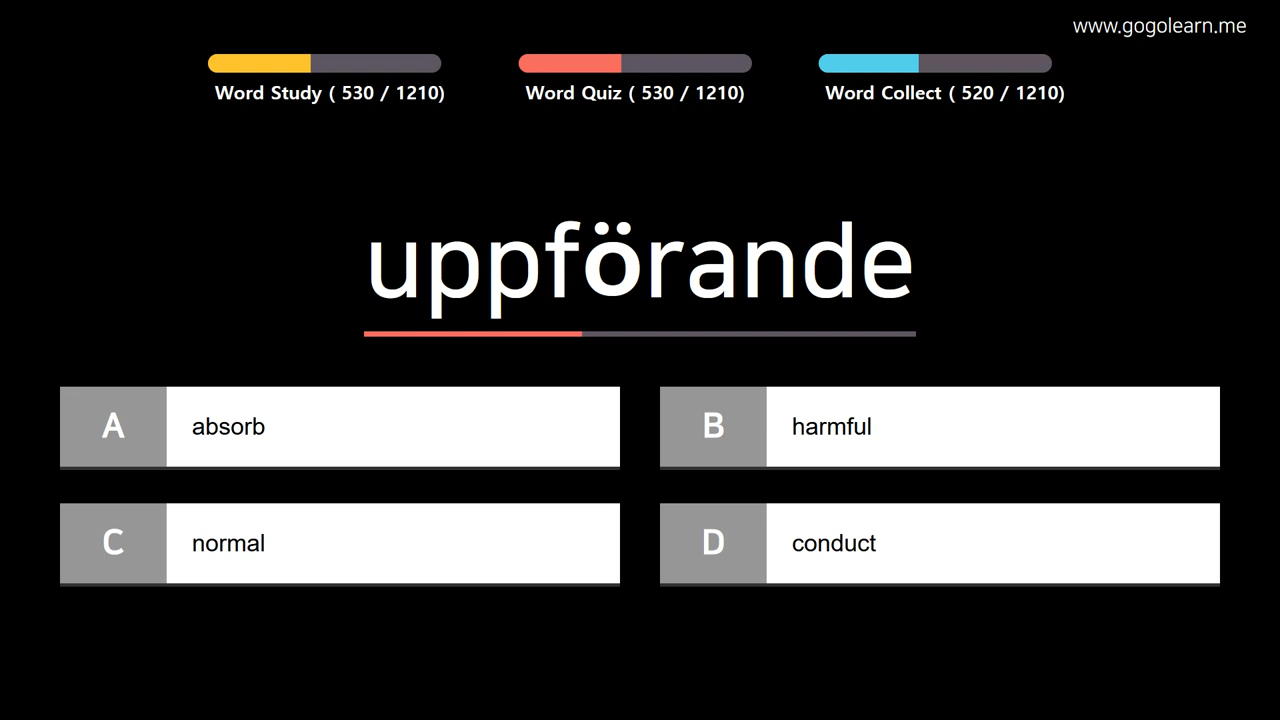 www.gogolearn.me
Word Study ( 530 / 1210)
Word Quiz ( 530 / 1210)
Word Collect ( 520 / 1210)
uppförande
A absorb
B harmful
C normal
D conduct